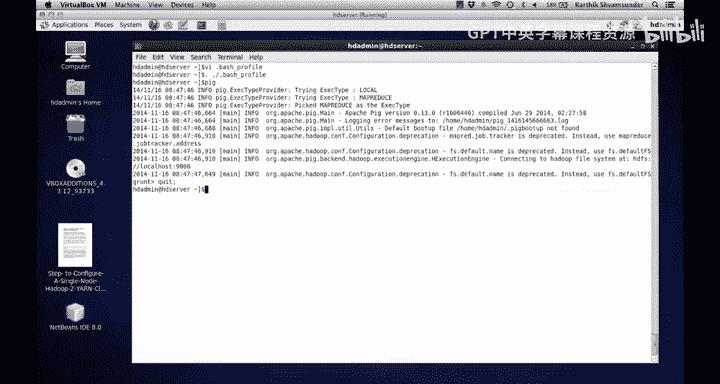 VirtualBox VM Machine View Devices Help
58% Karthik Shyamsunder
hdserver [Running]
Applications Places System
GPT中英字幕课程资源 bilibili
hdadmin@hdserver:~
File Edit View Search Terminal Help
hdadmin@hdserver ~]$vi .bash_profile
hdadmin@hdserver ~]$. ./.bash_profile
hdadmin@hdserver ~]$pig
14/11/16 08:47:46 INFO pig.ExecTypeProvider: Trying ExecType : LOCAL
14/11/16 08:47:46 INFO pig.ExecTypeProvider: Trying ExecType : MAPREDUCE
14/11/16 08:47:46 INFO pig.ExecTypeProvider: Picked MAPREDUCE as the ExecType
2014-11-16 08:47:46,664 [main] INFO org.apache.pig.Main - Apache Pig version 0.13.0 (r1606446) compiled Jun 29 2014, 02:27:58
2014-11-16 08:47:46,664 [main] INFO org.apache.pig.Main - Logging error messages to: /home/hdadmin/pig_1416145666663.log
2014-11-16 08:47:46,688 [main] INFO org.apache.pig.impl.util.Utils - Default bootup file /home/hdadmin/.pigbootup not found
2014-11-16 08:47:46,910 [main] INFO org.apache.hadoop.conf.Configuration.deprecation - mapred.job.tracker is deprecated. Instead, use mapreduce
.jobtracker.address
2014-11-16 08:47:46,910 [main] INFO org.apache.hadoop.conf.Configuration.deprecation - fs.default.name is deprecated. Instead, use fs.defaultFS
2014-11-16 08:47:46,910 [main] INFO org.apache.pig.backend.hadoop.executionengine.HExecutionEngine - Connecting to hadoop file system at: hdfs:
//localhost:9000
2014-11-16 08:47:47,649 [main] INFO org.apache.hadoop.conf.Configuration.deprecation - fs.default.name is deprecated. Instead, use fs.defaultFS
grunt> quit;
hdadmin@hdserver ~]$
Computer
hdadmin's Home
Trash
VBOXADDITIONS_4.
3.12_93733
Step- to-Configure-
A-Single-Node-
Hadoop-2-YARN-Cl...
NetBeans IDE 8.0